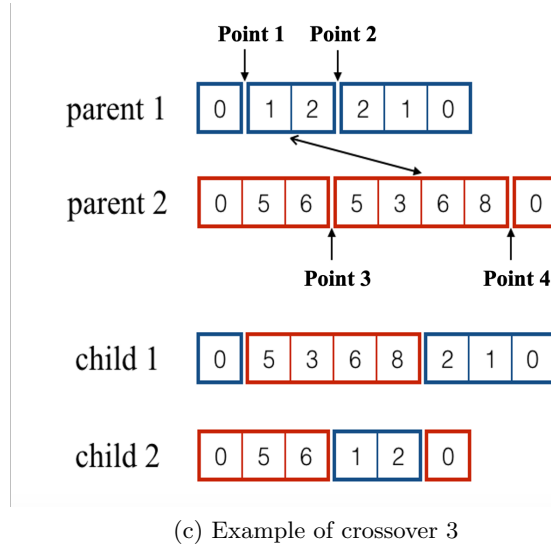 Point 1 Point 2
parent 1 0 1 2 2 1 0
parent 2 0 5 6 5 3 6 8 0
Point 3 Point 4
child 1 0 5 3 6 8 2 1 0
child 2 0 5 6 1 2 0
(c) Example of crossover 3